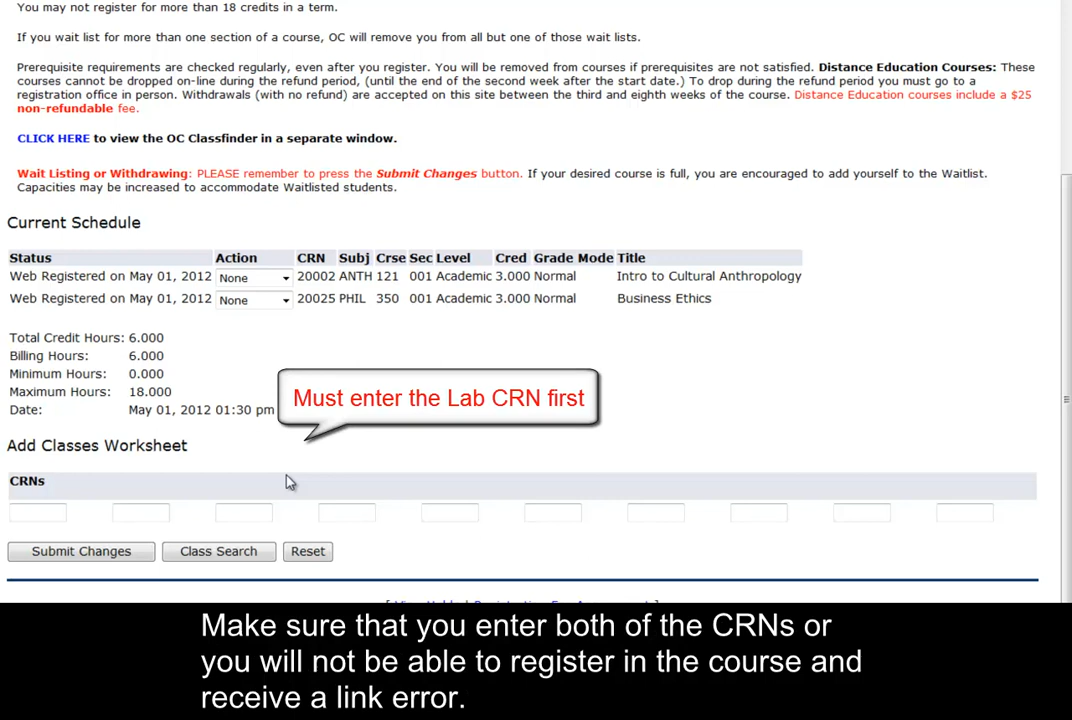 You may not register for more than 18 credits in a term.
If you wait list for more than one section of a course, OC will remove you from all but one of those wait lists.
Prerequisite requirements are checked regularly, even after you register. You will be removed from courses if prerequisites are not satisfied. Distance Education Courses: These
courses cannot be dropped on-line during the refund period, (until the end of the second week after the start date.) To drop during the refund period you must go to a
registration office in person. Withdrawals (with no refund) are accepted on this site between the third and eighth weeks of the course. Distance Education courses include a $25
non-refundable fee.
CLICK HERE to view the OC Classfinder in a separate window.
Wait Listing or Withdrawing: PLEASE remember to press the Submit Changes button. If your desired course is full, you are encouraged to add yourself to the Waitlist.
Capacities may be increased to accommodate Waitlisted students.
Current Schedule
Status Action CRN Subj Crse Sec Level Cred Grade Mode Title
Web Registered on May 01, 2012 None 20002 ANTH 121 001 Academic 3.000 Normal Intro to Cultural Anthropology
Web Registered on May 01, 2012 None 20025 PHIL 350 001 Academic 3.000 Normal Business Ethics
Total Credit Hours: 6.000
Billing Hours: 6.000
Minimum Hours: 0.000
Maximum Hours: 18.000
Date: May 01, 2012 01:30 pm
Must enter the Lab CRN first
Add Classes Worksheet
CRNs
Submit Changes Class Search Reset
Make sure that you enter both of the CRNs or
you will not be able to register in the course and
receive a link error.